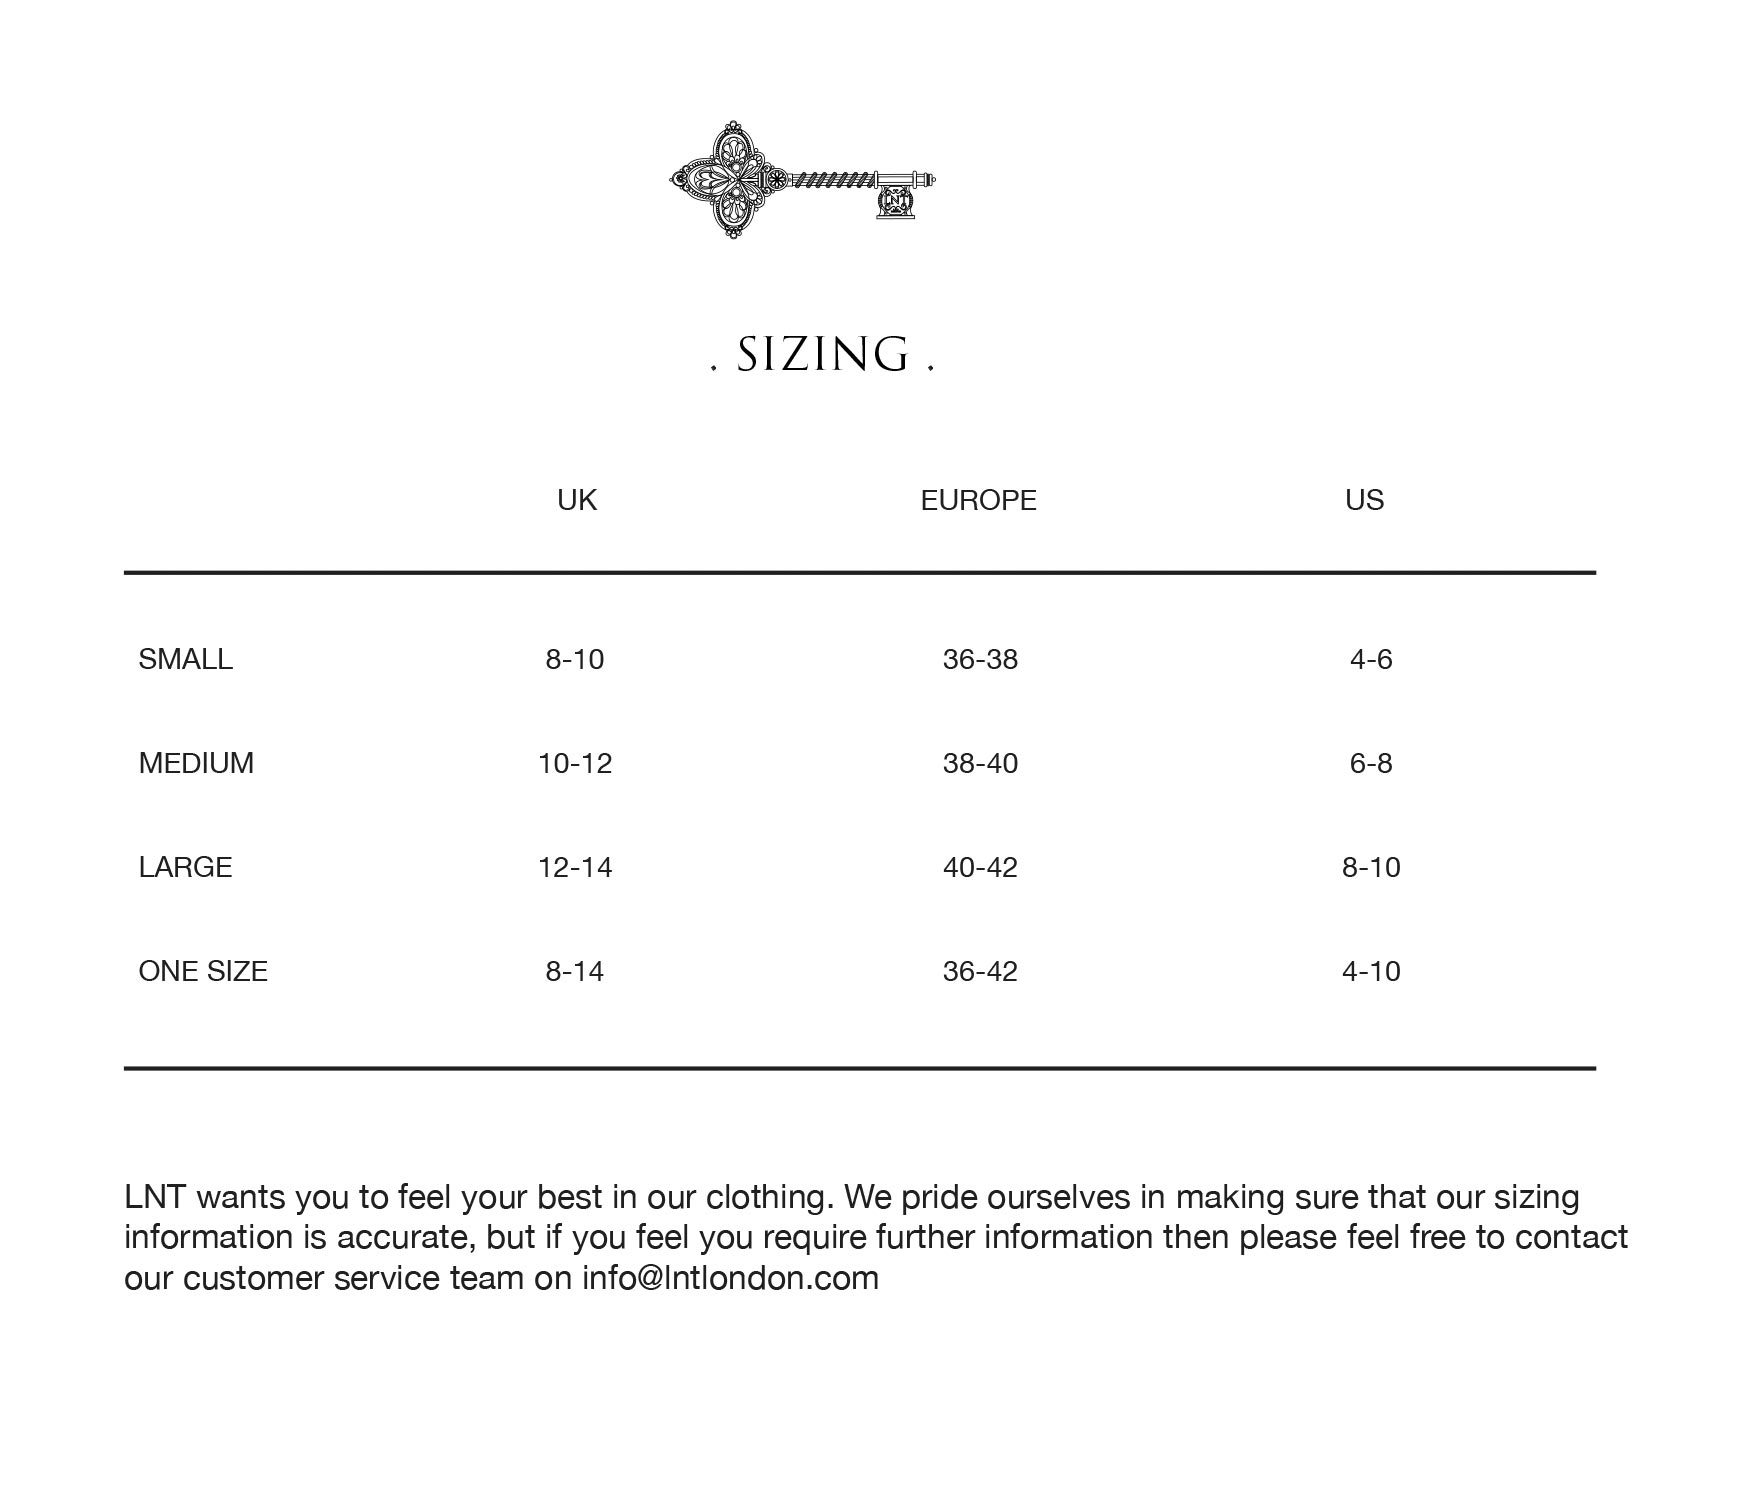 LNT
. SIZING .
UK EUROPE US
SMALL 8-10 36-38 4-6
MEDIUM 10-12 38-40 6-8
LARGE 12-14 40-42 8-10
ONE SIZE 8-14 36-42 4-10
LNT wants you to feel your best in our clothing. We pride ourselves in making sure that our sizing
information is accurate, but if you feel you require further information then please feel free to contact
our customer service team on info@lntlondon.com